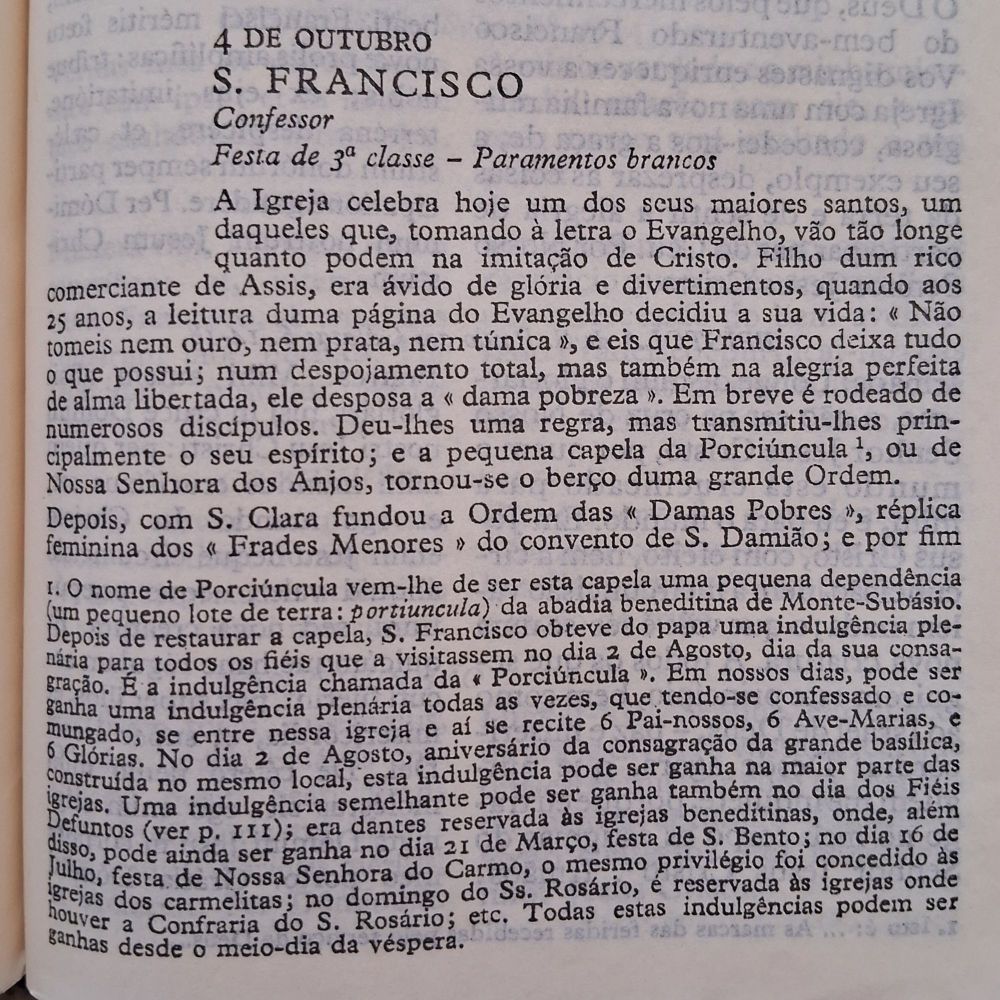 4 DE OUTUBRO
S. FRANCISCO
Confessor
Festa de 3ª classe – Paramentos brancos
A Igreja celebra hoje um dos seus maiores santos, um
daqueles que, tomando à letra o Evangelho, vão tão longe
quanto podem na imitação de Cristo. Filho dum rico
comerciante de Assis, era ávido de glória e divertimentos, quando aos
25 anos, a leitura duma página do Evangelho decidiu a sua vida: « Não
tomeis nem ouro, nem prata, nem túnica », e eis que Francisco deixa tudo
o que possui; num despojamento total, mas também na alegria perfeita
de alma libertada, ele desposa a « dama pobreza ». Em breve é rodeado de
numerosos discípulos. Deu-lhes uma regra, mas transmitiu-lhes prin-
cipalmente o seu espírito; e a pequena capela da Porciúncula ¹, ou de
Nossa Senhora dos Anjos, tornou-se o berço duma grande Ordem.
Depois, com S. Clara fundou a Ordem das « Damas Pobres », réplica
feminina dos « Frades Menores » do convento de S. Damião; e por fim
1. O nome de Porciúncula vem-lhe de ser esta capela uma pequena dependência
(um pequeno lote de terra: portiuncula) da abadia beneditina de Monte-Subásio.
Depois de restaurar a capela, S. Francisco obteve do papa uma indulgência ple-
nária para todos os fiéis que a visitassem no dia 2 de Agosto, dia da sua consa-
gração. É a indulgência chamada da « Porciúncula ». Em nossos dias, pode ser
ganha uma indulgência plenária todas as vezes, que tendo-se confessado e co-
mungado, se entre nessa igreja e aí se recite 6 Pai-nossos, 6 Ave-Marias, e
6 Glórias. No dia 2 de Agosto, aniversário da consagração da grande basílica,
construída no mesmo local, esta indulgência pode ser ganha na maior parte das
igrejas. Uma indulgência semelhante pode ser ganha também no dia dos Fiéis
Defuntos (ver p. 111); era dantes reservada às igrejas beneditinas, onde, além
disso, pode ainda ser ganha no dia 21 de Março, festa de S. Bento; no dia 16 de
Julho, festa de Nossa Senhora do Carmo, o mesmo privilégio foi concedido às
igrejas dos carmelitas; no domingo do Ss. Rosário, é reservada às igrejas onde
houver a Confraria do S. Rosário; etc. Todas estas indulgências podem ser
ganhas desde o meio-dia da véspera.